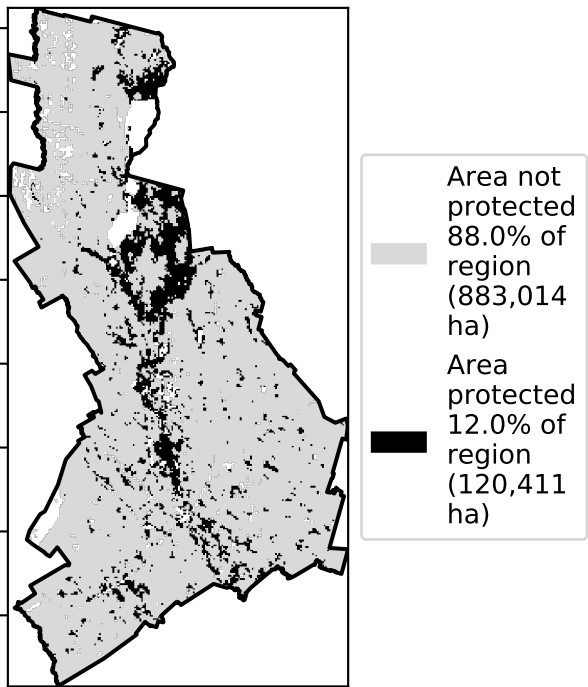 Area not
protected
88.0% of
region
(883,014
ha)
Area
protected
12.0% of
region
(120,411
ha)